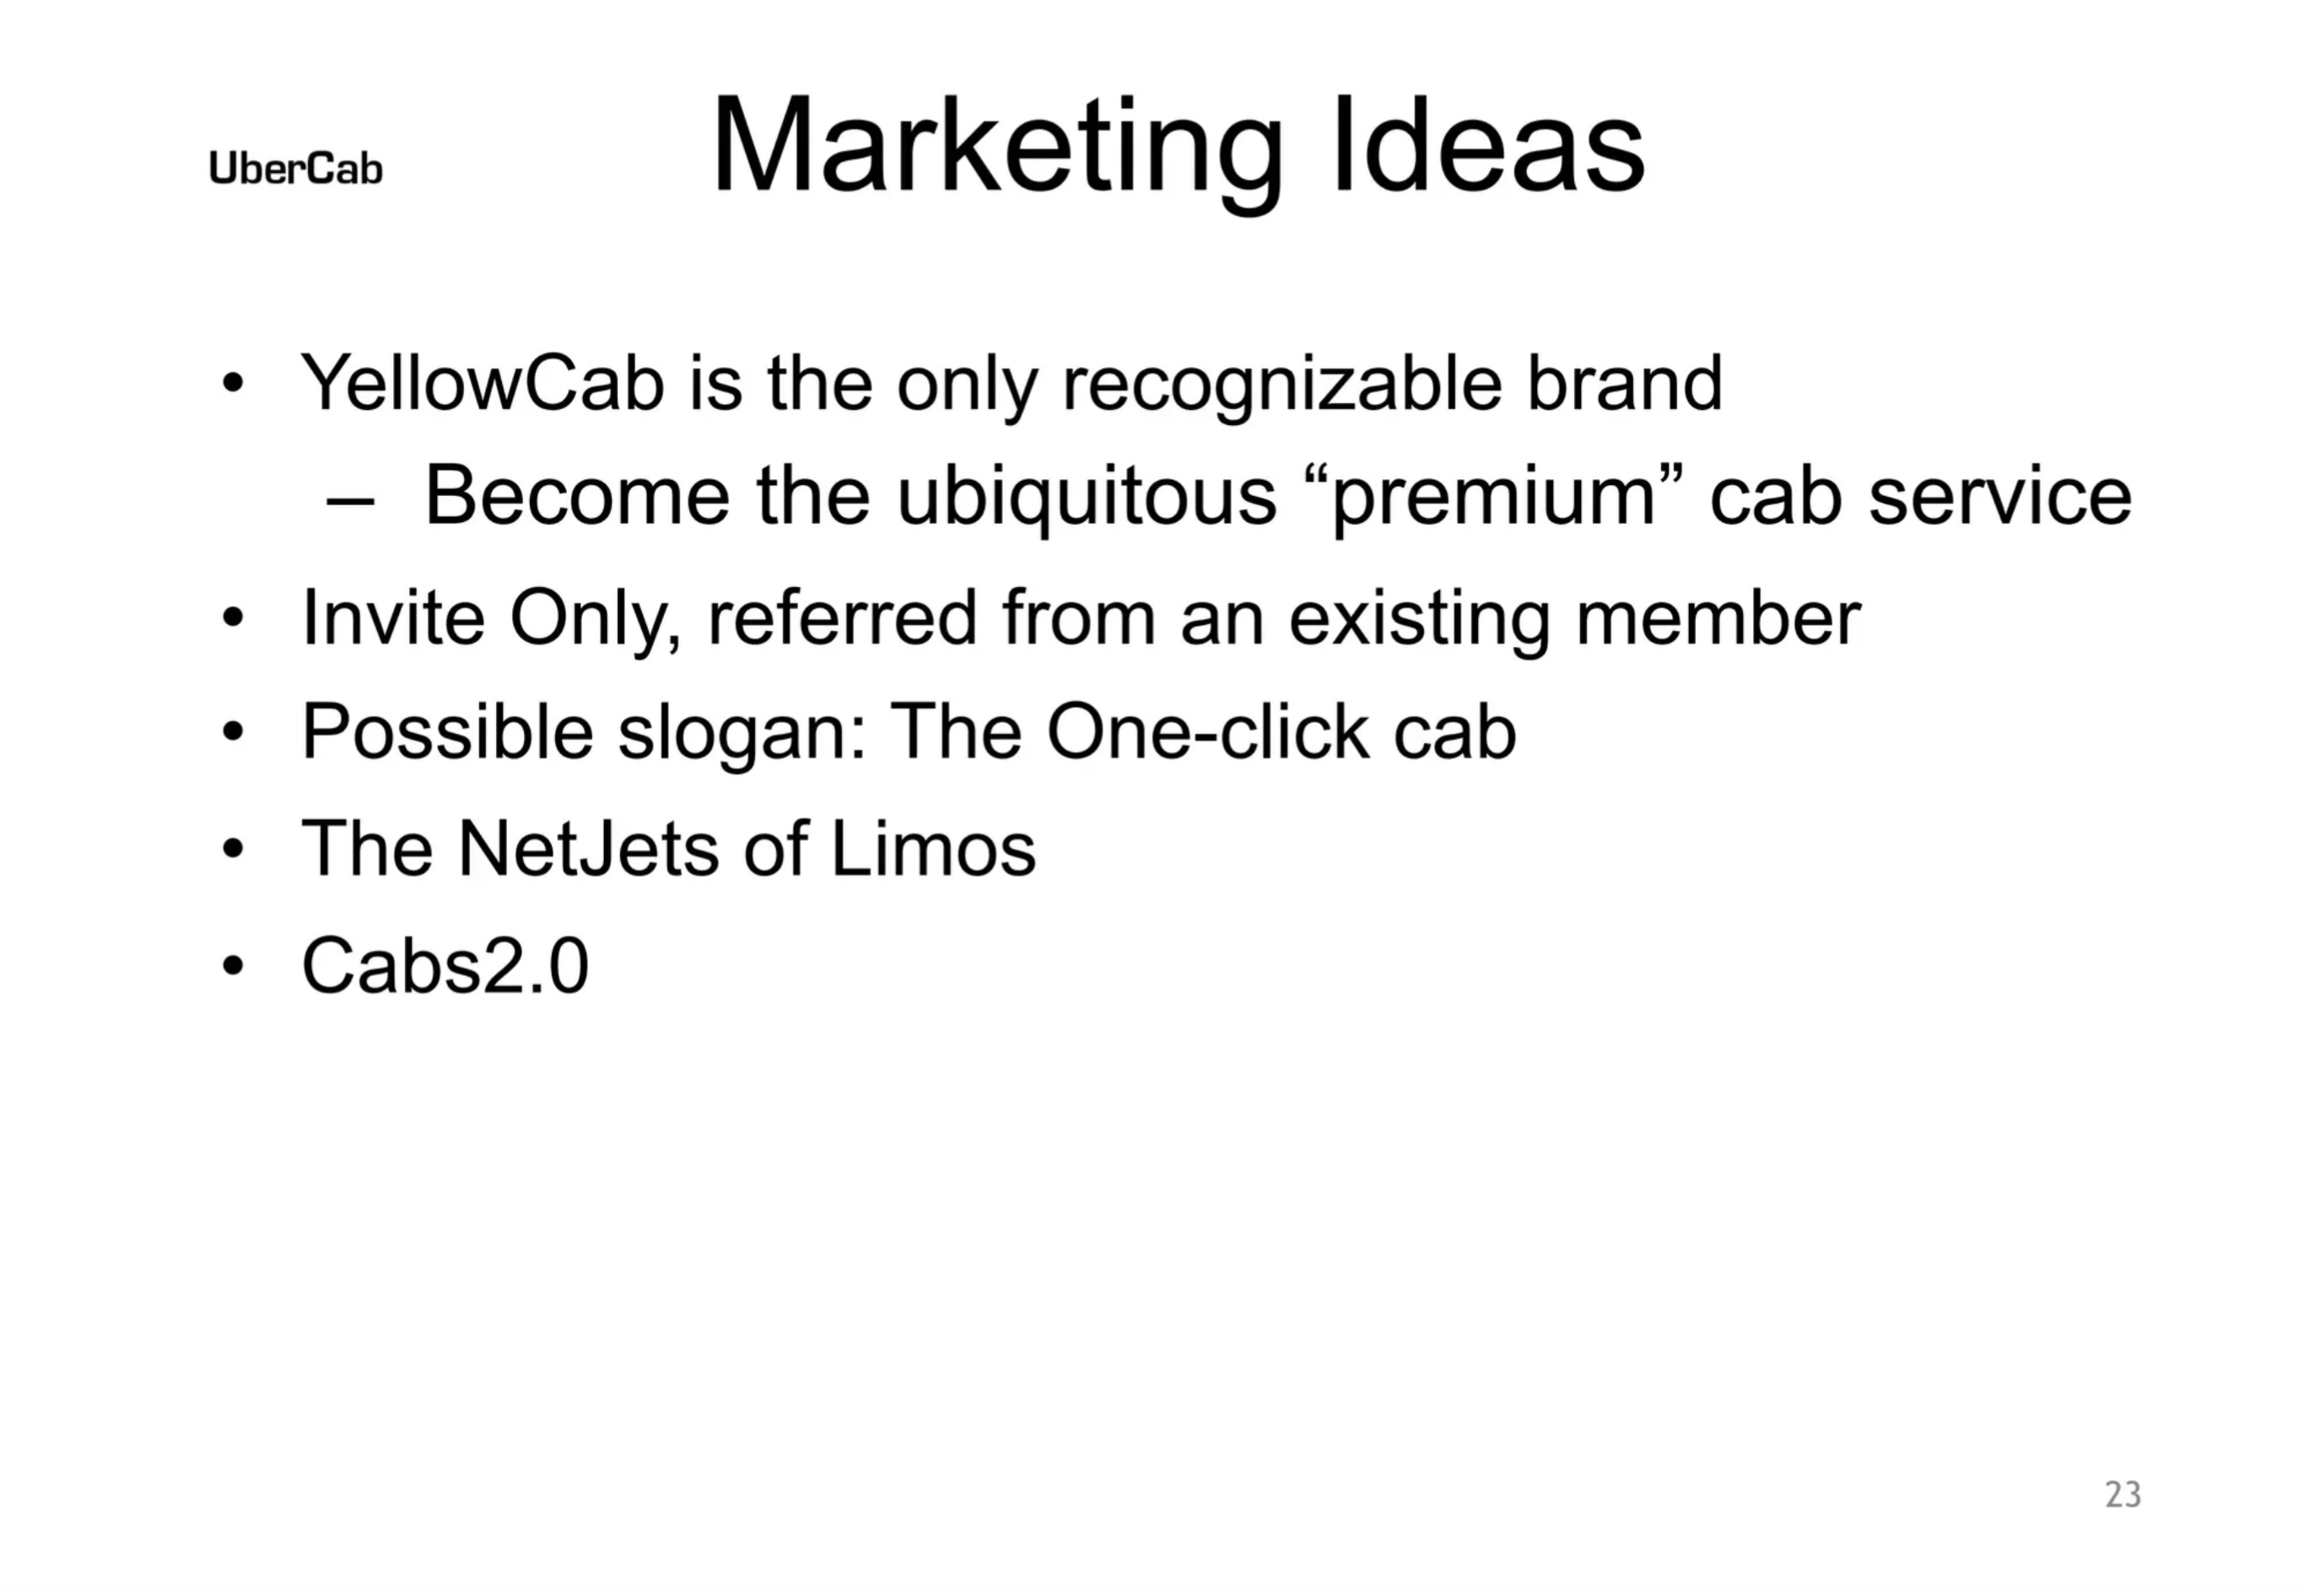 Marketing Ideas
UberCab
• YellowCab is the only recognizable brand
– Become the ubiquitous “premium” cab service
• Invite Only, referred from an existing member
• Possible slogan: The One-click cab
• The NetJets of Limos
• Cabs2.0
23